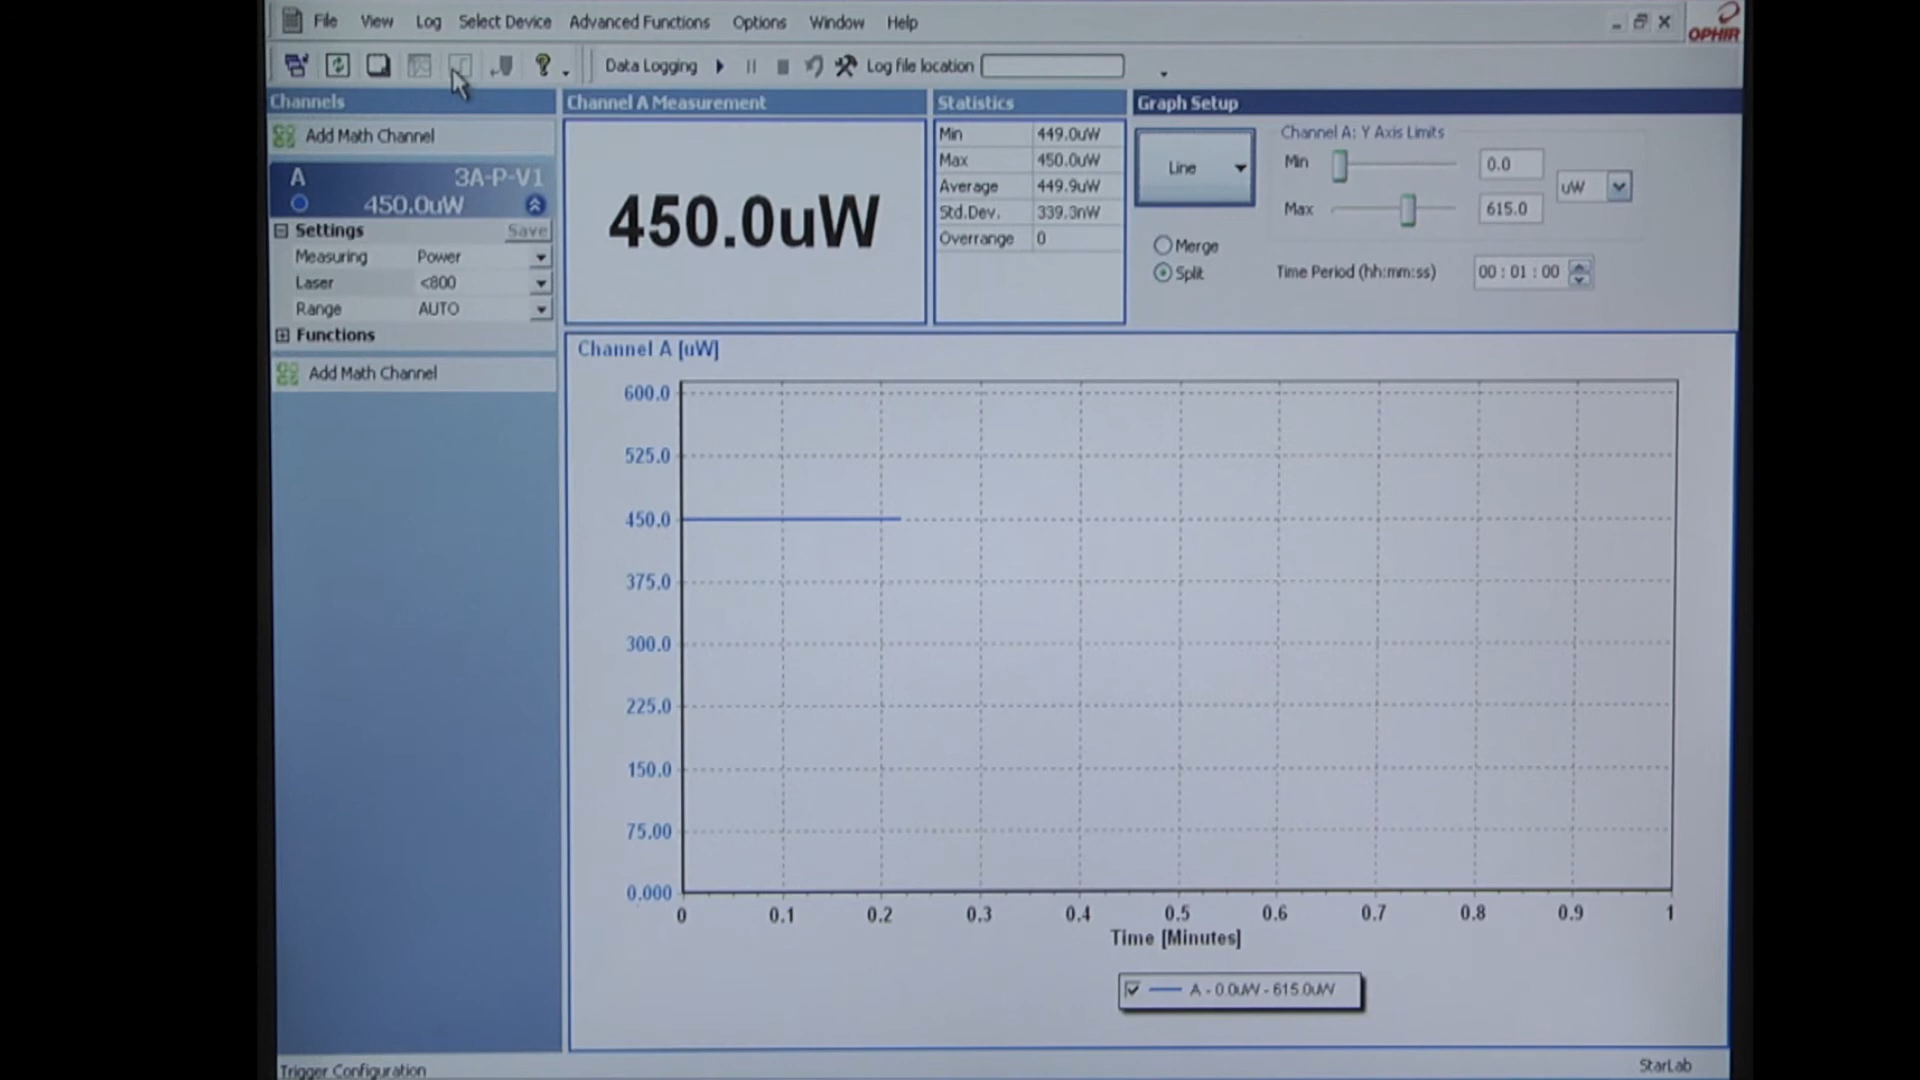 File View Log Select Device Advanced Functions Options Window Help
OPHIR
Data Logging Log file location
Channels
Add Math Channel
A 3A-P-V1
450.0uW
Settings Save
Measuring Power
Laser <800
Range AUTO
Functions
Add Math Channel
Channel A Measurement
450.0uW
Statistics
Min 449.0uW
Max 450.0uW
Average 449.9uW
Std.Dev. 339.3nW
Overrange 0
Graph Setup
Line
Merge
Split
Channel A: Y Axis Limits
Min 0.0
uW
Max 615.0
Time Period (hh:mm:ss) 00 : 01 : 00
Channel A [uW]
600.0
525.0
450.0
375.0
300.0
225.0
150.0
75.00
0.000
0 0.1 0.2 0.3 0.4 0.5 0.6 0.7 0.8 0.9 1
Time [Minutes]
A - 0.0uW - 615.0uW
Trigger Configuration StarLab